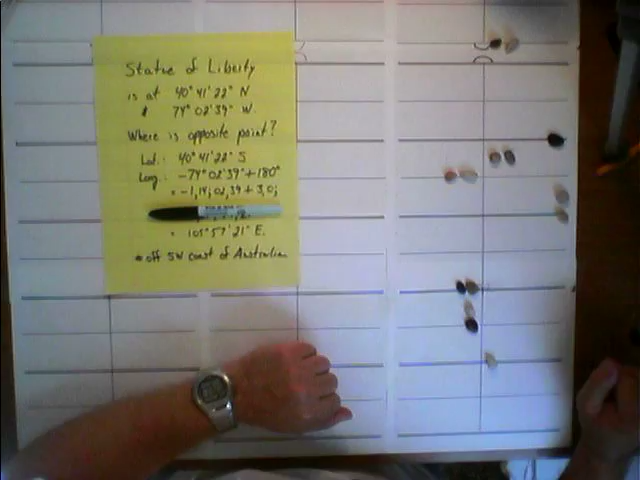 Statue of Liberty
is at 40° 41' 22" N
& 74° 02' 39" W.
Where is opposite point?
Lat: 40° 41' 22" S
Long: -74° 02' 39" + 180°
= -1,14; 02, 39 + 3,0;
= 105° 57' 21" E.
* off SW coast of Australia